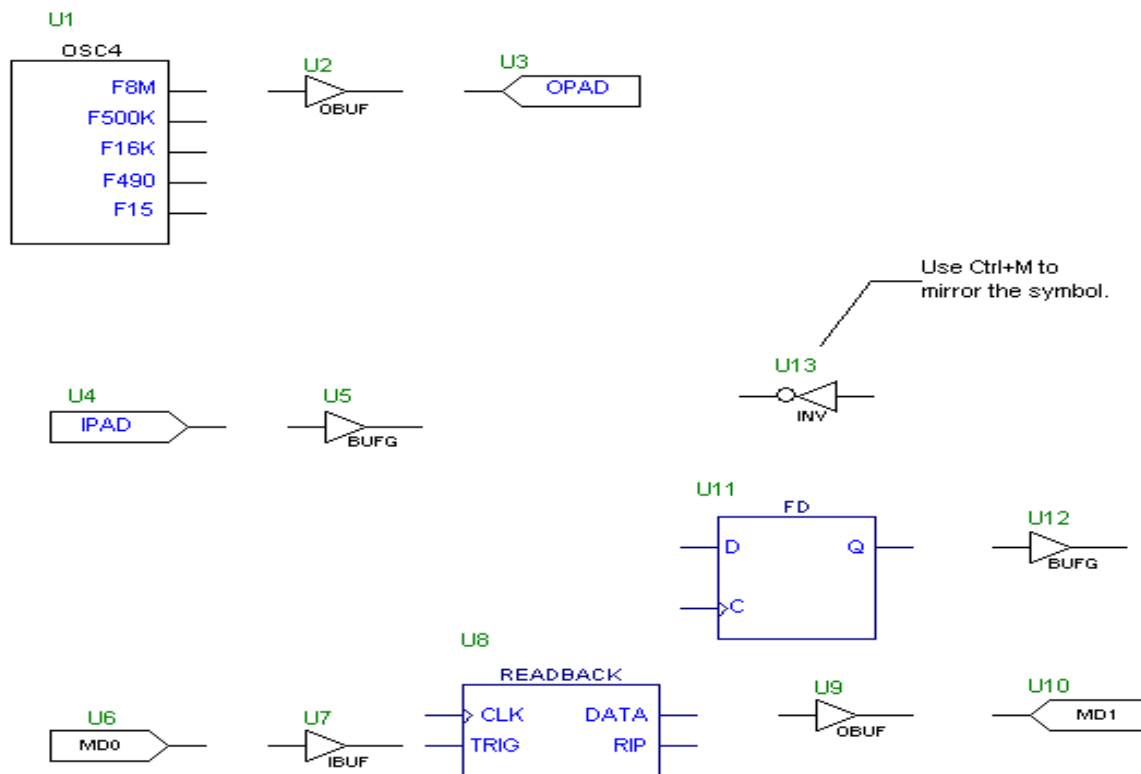 U1
OSC4
F8M
F500K
F16K
F490
F15
U2
OBUF
U3
OPAD
Use Ctrl+M to
mirror the symbol.
U13
INV
U4
IPAD
U5
BUFG
U11
FD
D
Q
C
U12
BUFG
U8
READBACK
CLK
DATA
TRIG
RIP
U6
MD0
U7
IBUF
U9
OBUF
U10
MD1